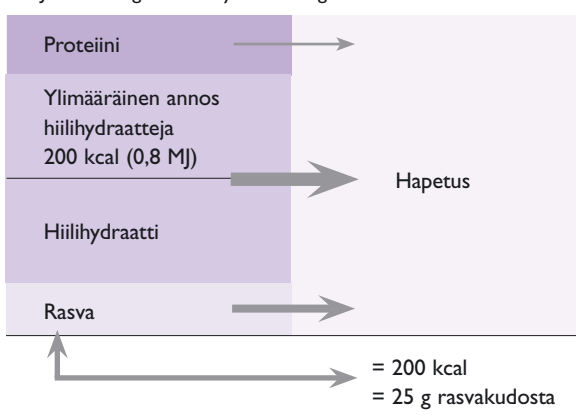 Proteiini
Ylimääräinen annos
hiilihydraatteja
200 kcal (0,8 MJ)
Hapetus
Hiilihydraatti
Rasva
= 200 kcal
= 25 g rasvakudosta